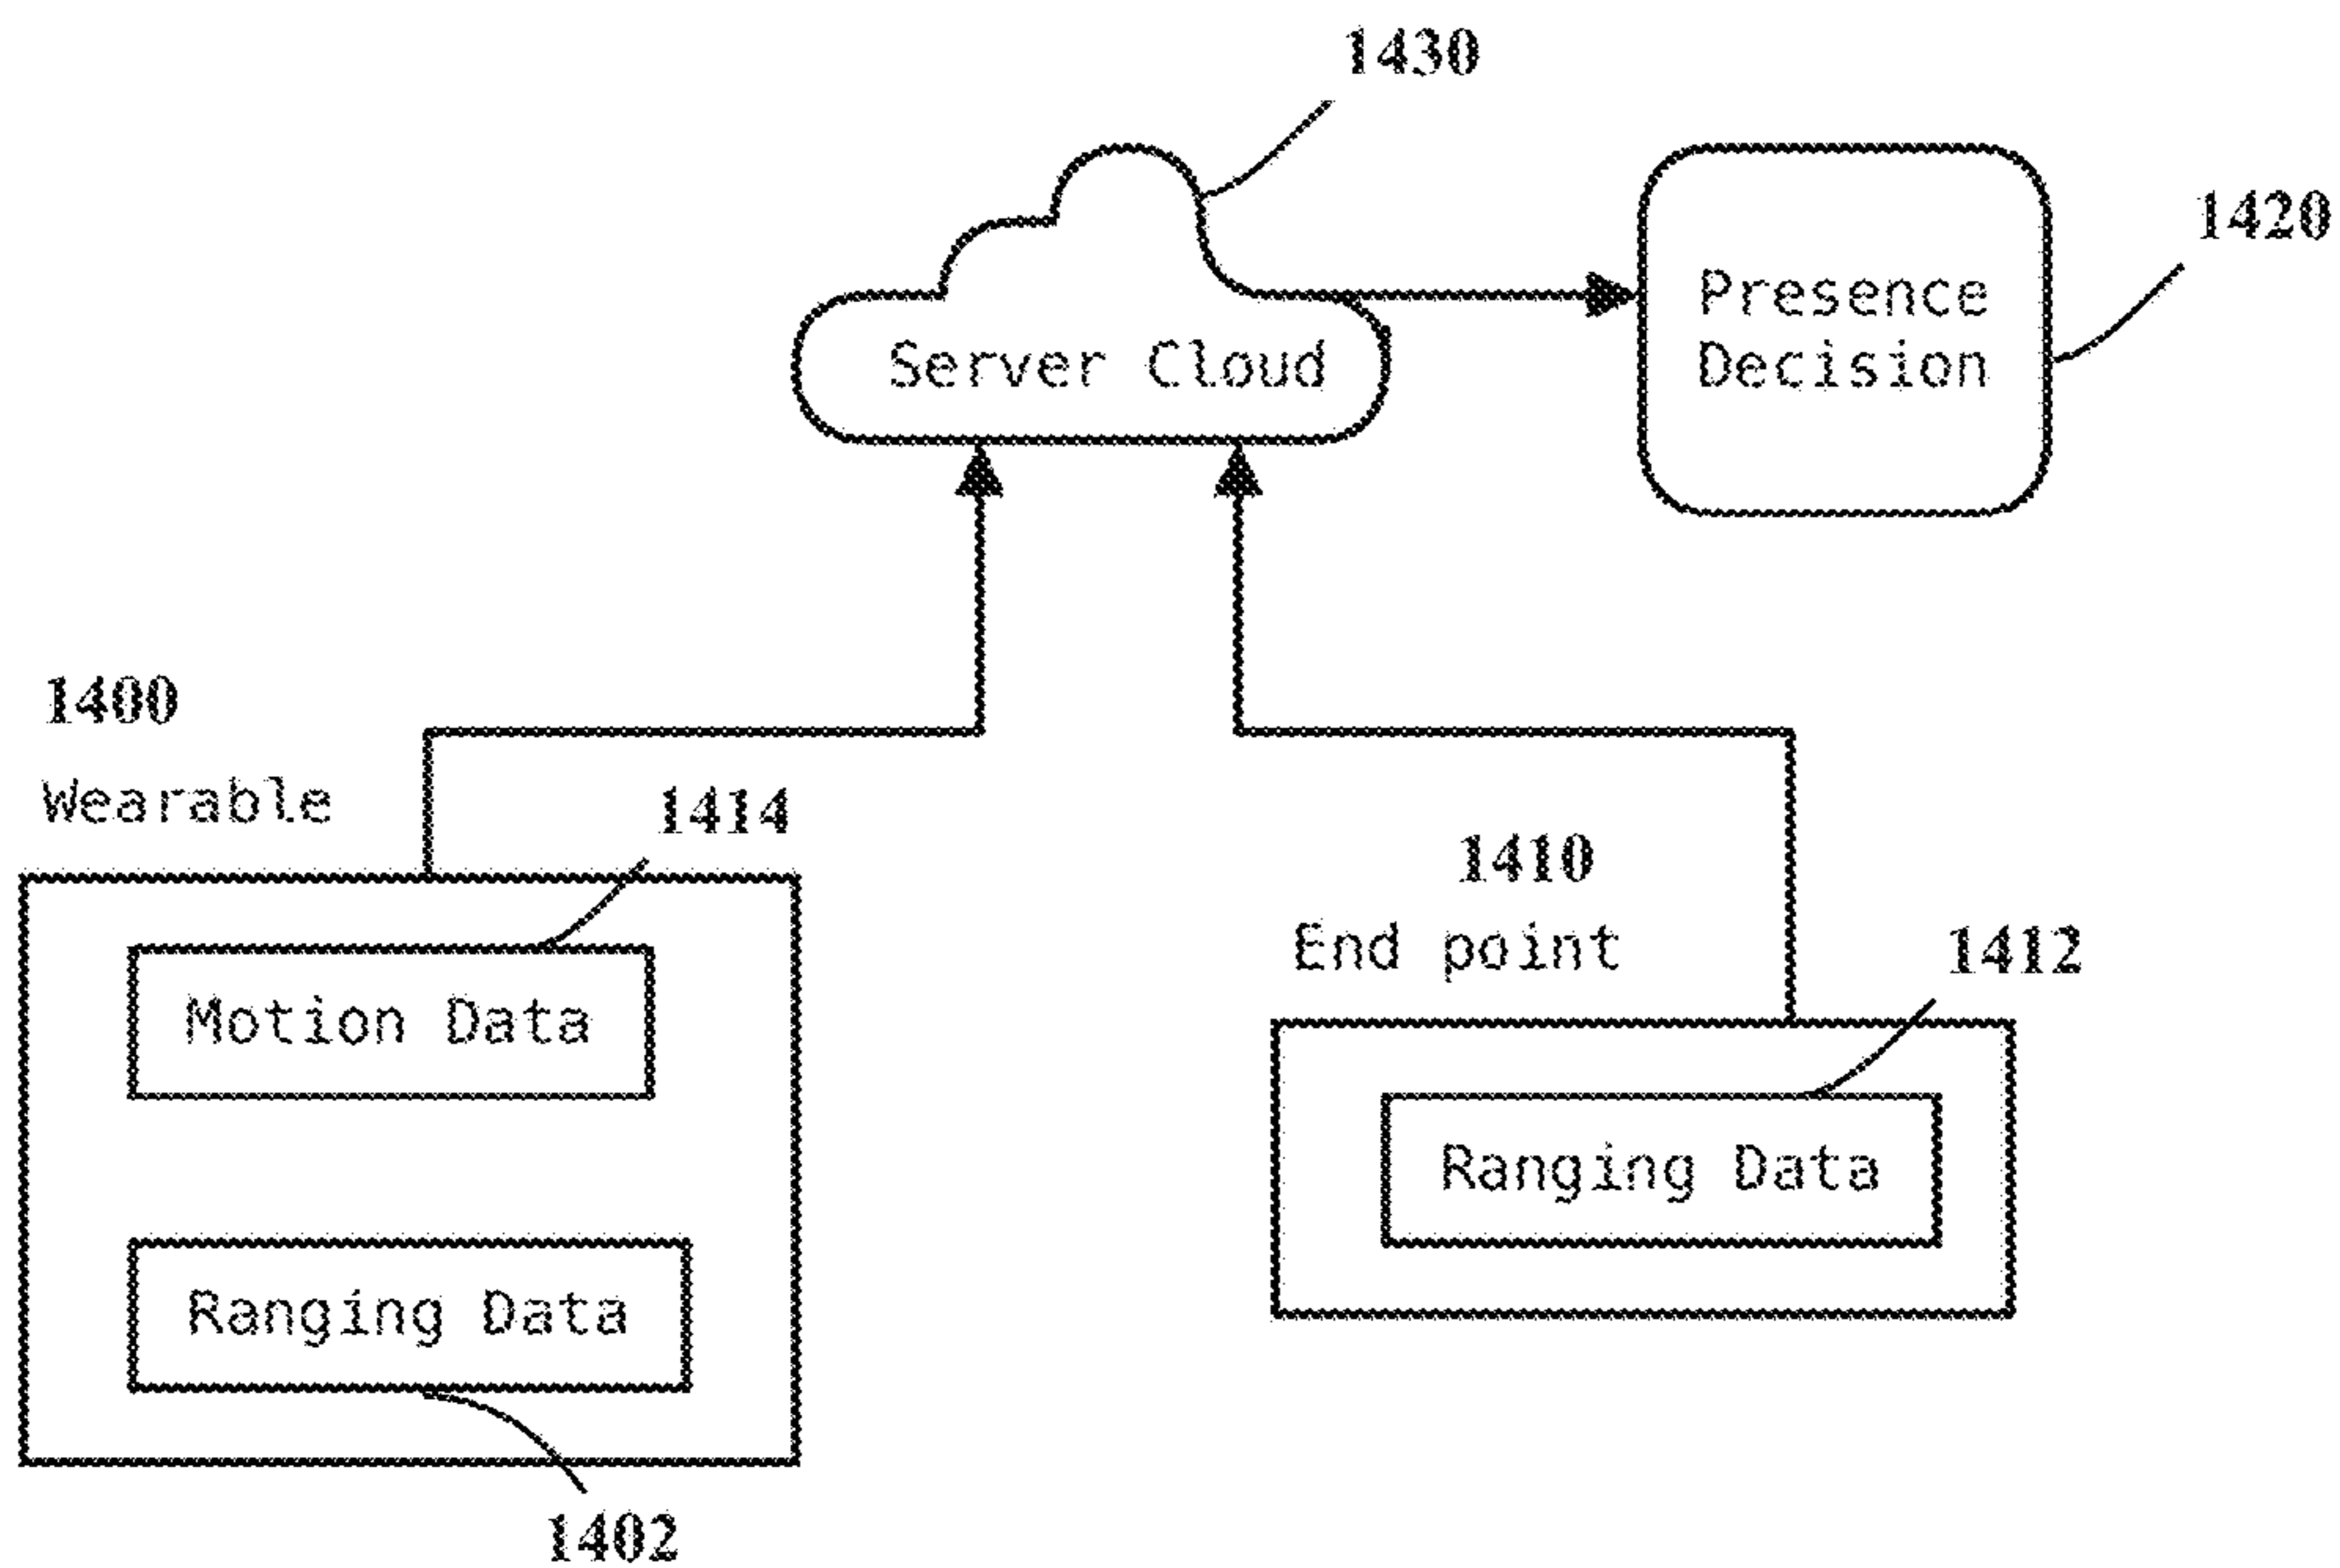 1430
1420
Presence
Decision
Server Cloud
1400
Wearable
1414
Motion Data
Ranging Data
1402
1410
End point
1412
Ranging Data